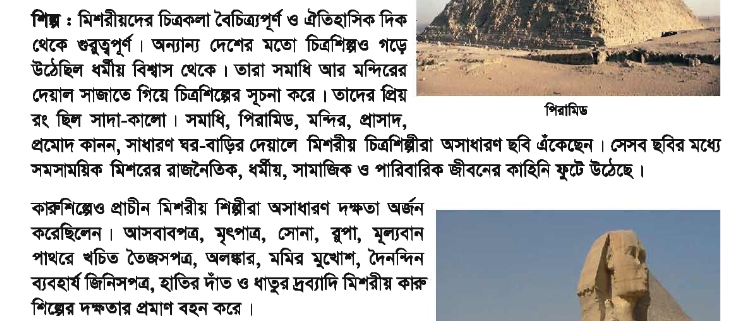 শিল্প : মিশরীয়দের চিত্রকলা বৈচিত্র্যপূর্ণ ও ঐতিহাসিক দিক
থেকে গুরুত্বপূর্ণ। অন্যান্য দেশের মতো চিত্রশিল্পও গড়ে
উঠেছিল ধর্মীয় বিশ্বাস থেকে। তারা সমাধি আর মন্দিরের
দেয়াল সাজাতে গিয়ে চিত্রশিল্পের সূচনা করে। তাদের প্রিয়
রং ছিল সাদা-কালো। সমাধি, পিরামিড, মন্দির, প্রাসাদ,
পিরামিড
প্রমোদ কানন, সাধারণ ঘর-বাড়ির দেয়ালে মিশরীয় চিত্রশিল্পীরা অসাধারণ ছবি এঁকেছেন। সেসব ছবির মধ্যে
সমসাময়িক মিশরের রাজনৈতিক, ধর্মীয়, সামাজিক ও পারিবারিক জীবনের কাহিনি ফুটে উঠেছে।
কারুশিল্পেও প্রাচীন মিশরীয় শিল্পীরা অসাধারণ দক্ষতা অর্জন
করেছিলেন। আসবাবপত্র, মৃৎপাত্র, সোনা, রুপা, মূল্যবান
পাথরে খচিত তৈজসপত্র, অলঙ্কার, মমির মুখোশ, দৈনন্দিন
ব্যবহার্য জিনিসপত্র, হাতির দাঁত ও ধাতুর দ্রব্যাদি মিশরীয় কারু
শিল্পের দক্ষতার প্রমাণ বহন করে।